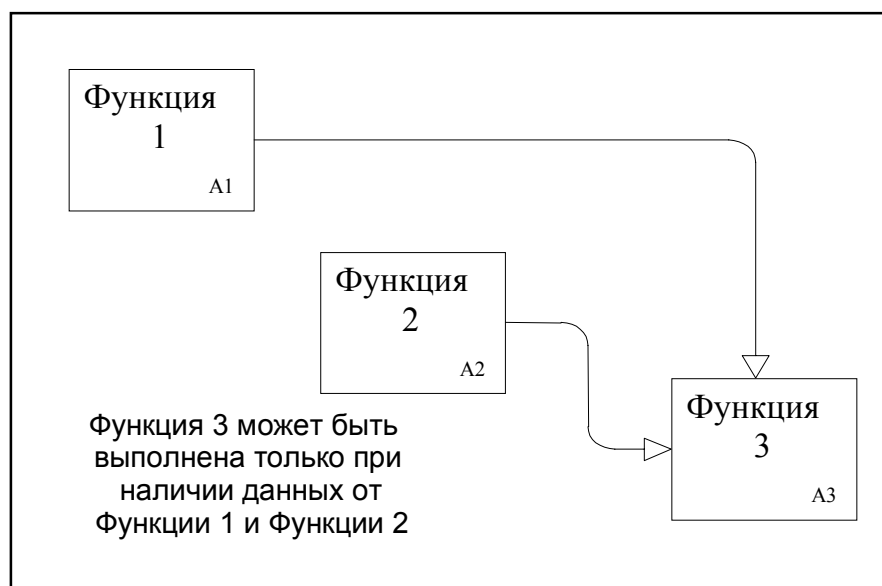 Функция
1
A1
Функция
2
A2
Функция
3
A3
Функция 3 может быть
выполнена только при
наличии данных от
Функции 1 и Функции 2